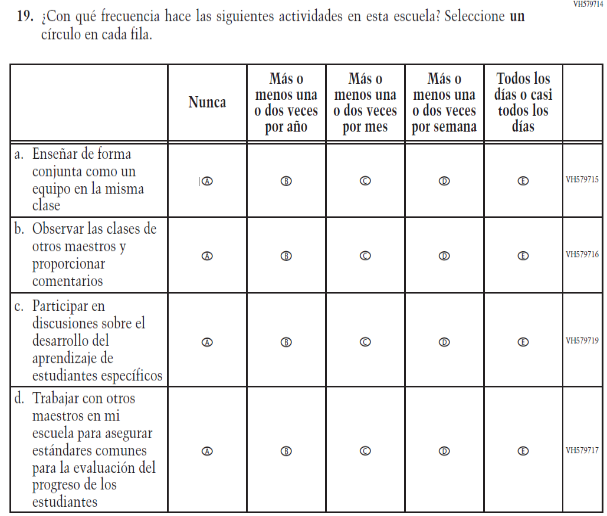 VH579714
19. ¿Con qué frecuencia hace las siguientes actividades en esta escuela? Seleccione un
círculo en cada fila.
Nunca
Más o
menos una
o dos veces
por año
Más o
menos una
o dos veces
por mes
Más o
menos una
o dos veces
por semana
Todos los
días o casi
todos los
días
a. Enseñar de forma
conjunta como un
equipo en la misma
clase
A B C D E VH579715
b. Observar las clases de
otros maestros y
proporcionar
comentarios
A B C D E VH579716
c. Participar en
discusiones sobre el
desarrollo del
aprendizaje de
estudiantes específicos
A B C D E VH579719
d. Trabajar con otros
maestros en mi
escuela para asegurar
estándares comunes
para la evaluación del
progreso de los
estudiantes
A B C D E VH579717